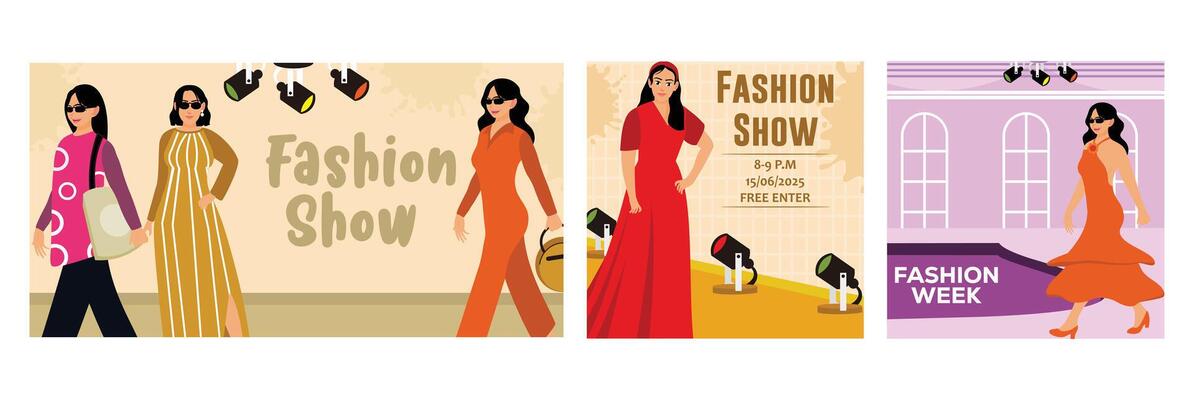 Fashion
Show
FASHION
SHOW
8-9 P.M
15/06/2025
FREE ENTER
FASHION
WEEK